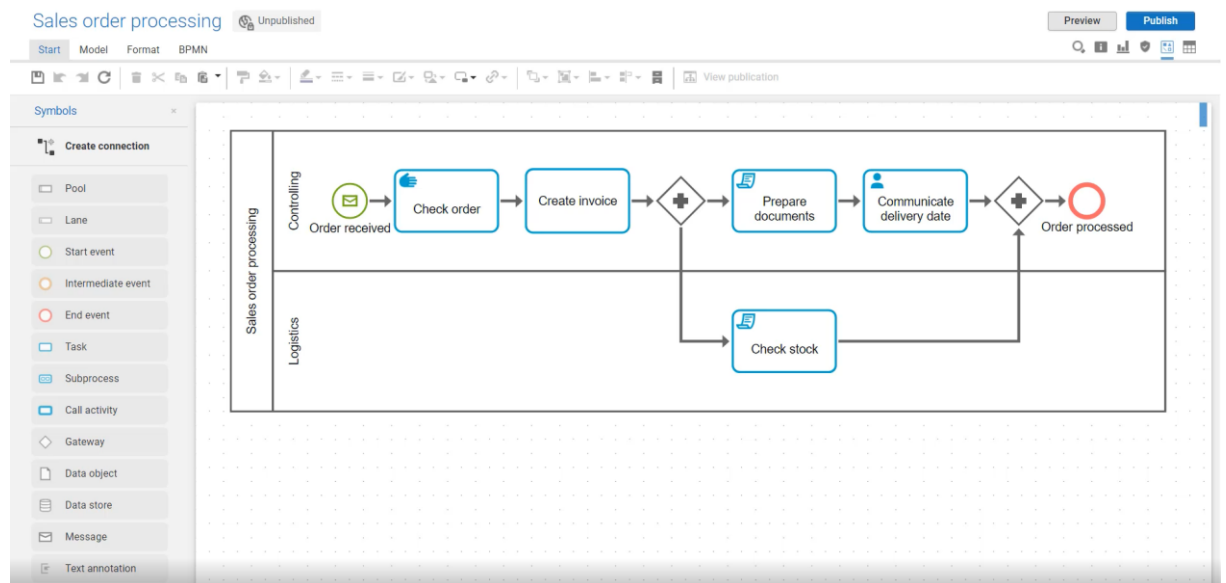 Sales order processing
Unpublished
Preview
Publish
Start
Model
Format
BPMN
View publication
Symbols
Create connection
Pool
Lane
Start event
Intermediate event
End event
Task
Subprocess
Call activity
Gateway
Data object
Data store
Message
Text annotation
Sales order processing
Controlling
Order received
Check order
Create invoice
Prepare
documents
Communicate
delivery date
Order processed
Logistics
Check stock